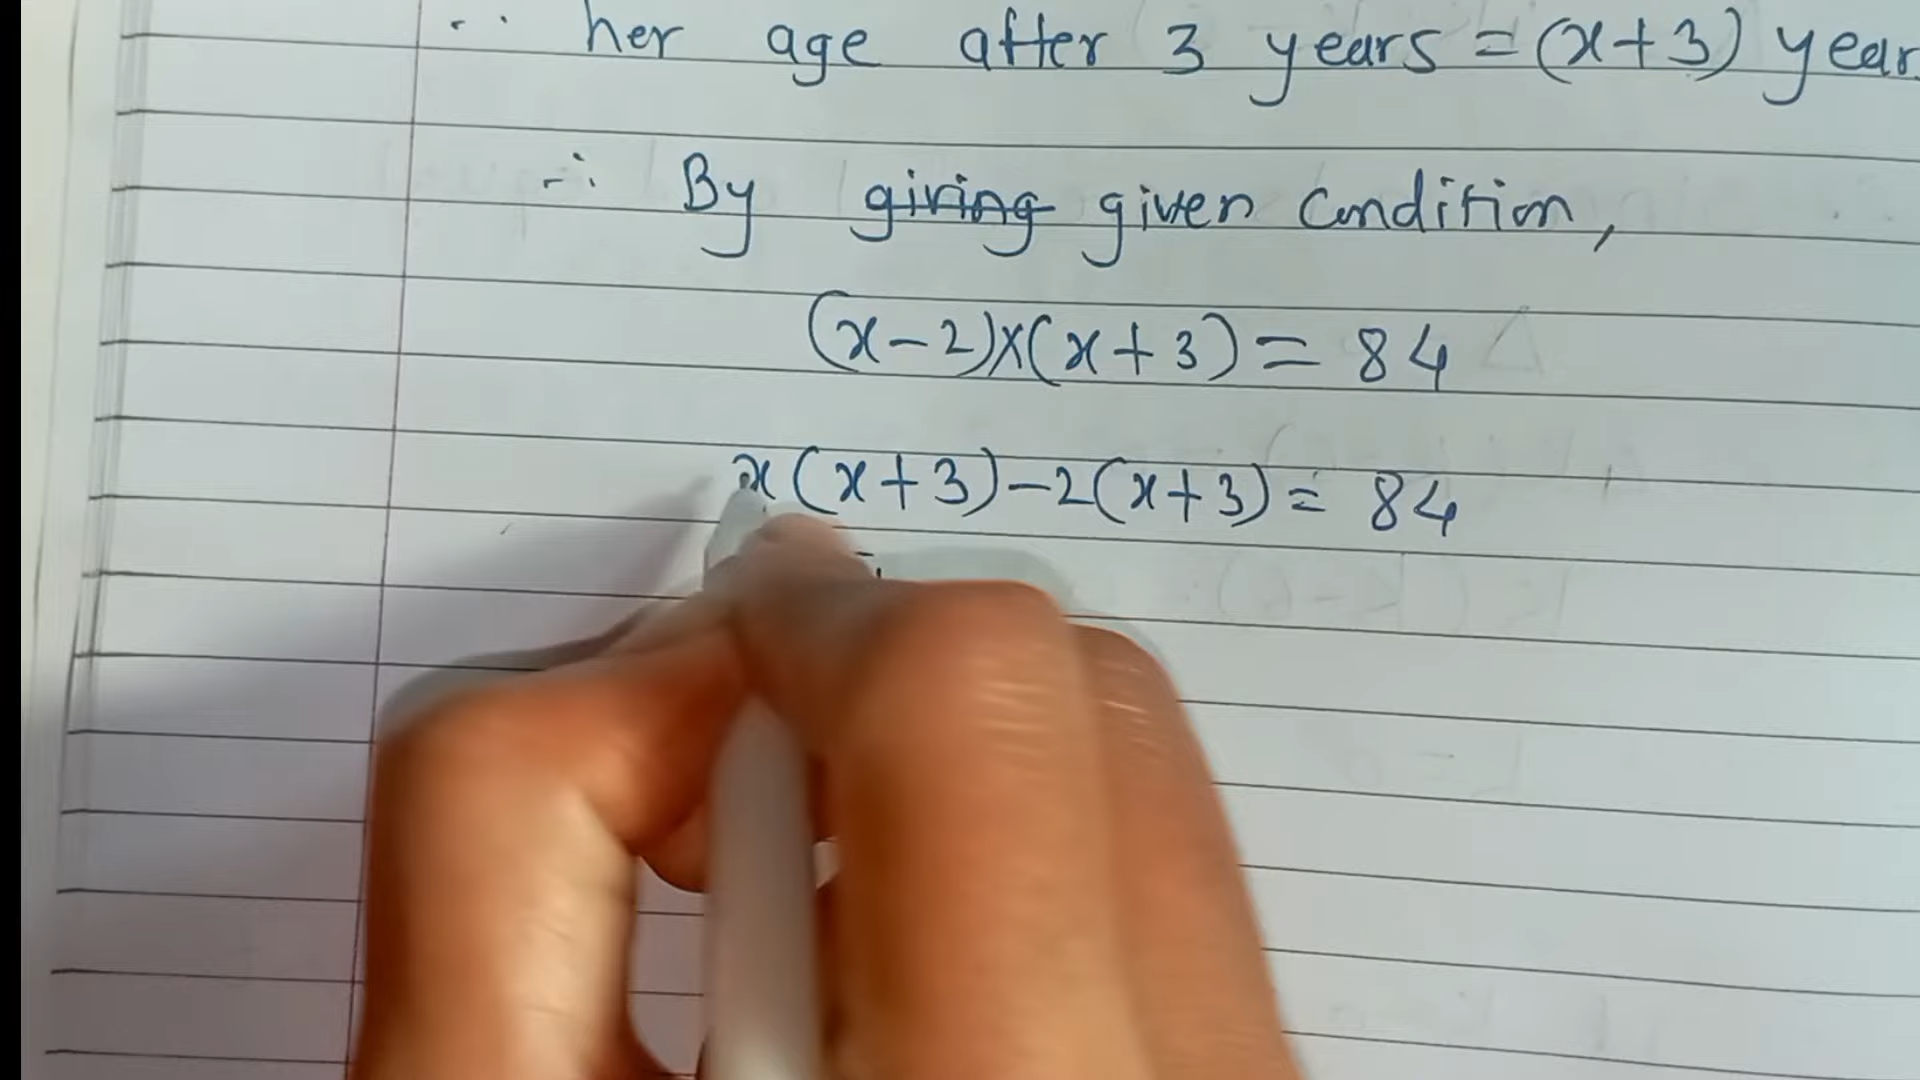 ∴ her age after 3 years = (x+3) year
∴ By giving given condition,
(x-2)×(x+3) = 84
x(x+3)-2(x+3) = 84